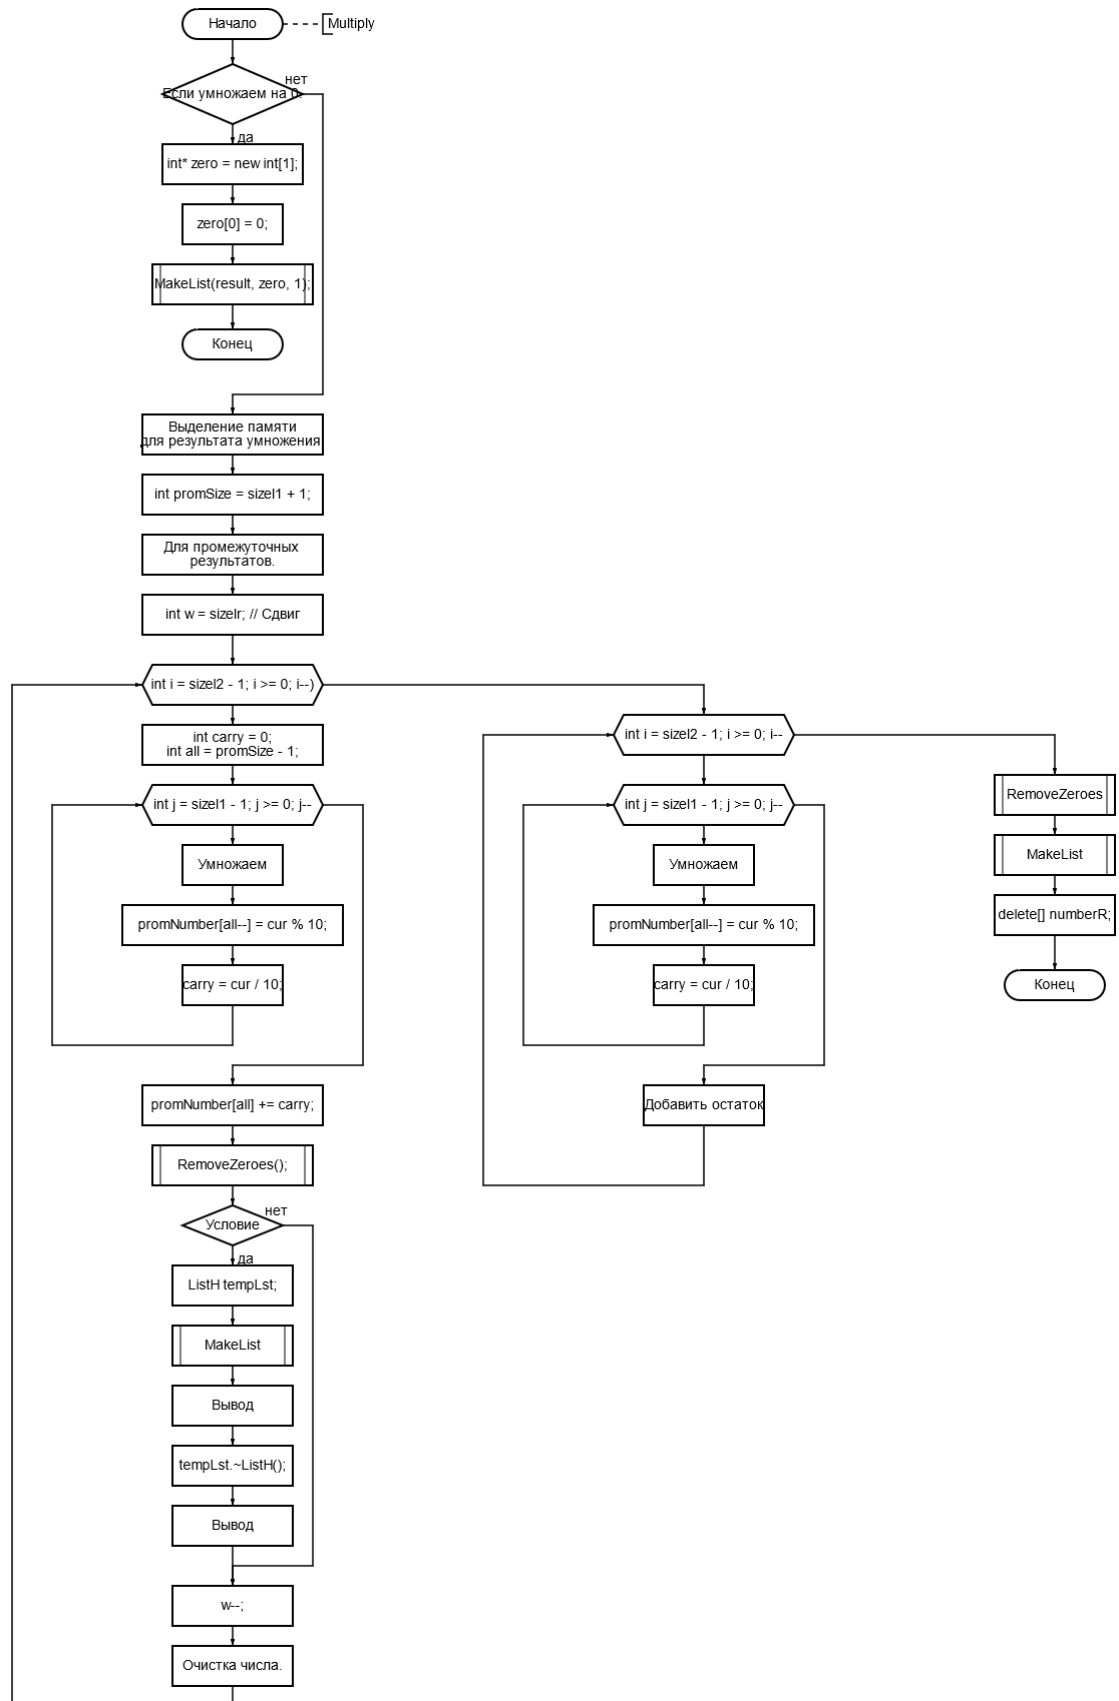 Начало
Multiply
нет
Если умножаем на 0.
да
int* zero = new int[1];
zero[0] = 0;
MakeList(result, zero, 1);
Конец
Выделение памяти
для результата умножения
int promSize = sizel1 + 1;
Для промежуточных
результатов.
int w = sizelr; // Сдвиг
int i = sizel2 - 1; i >= 0; i--)
int carry = 0;
int all = promSize - 1;
int j = sizel1 - 1; j >= 0; j--
Умножаем
promNumber[all--] = cur % 10;
carry = cur / 10;
promNumber[all] += carry;
RemoveZeroes();
нет
Условие
да
ListH tempLst;
MakeList
Вывод
tempLst.~ListH();
Вывод
w--;
Очистка числа.
int i = sizel2 - 1; i >= 0; i--
int j = sizel1 - 1; j >= 0; j--
Умножаем
promNumber[all--] = cur % 10;
carry = cur / 10;
Добавить остаток
RemoveZeroes
MakeList
delete[] numberR;
Конец